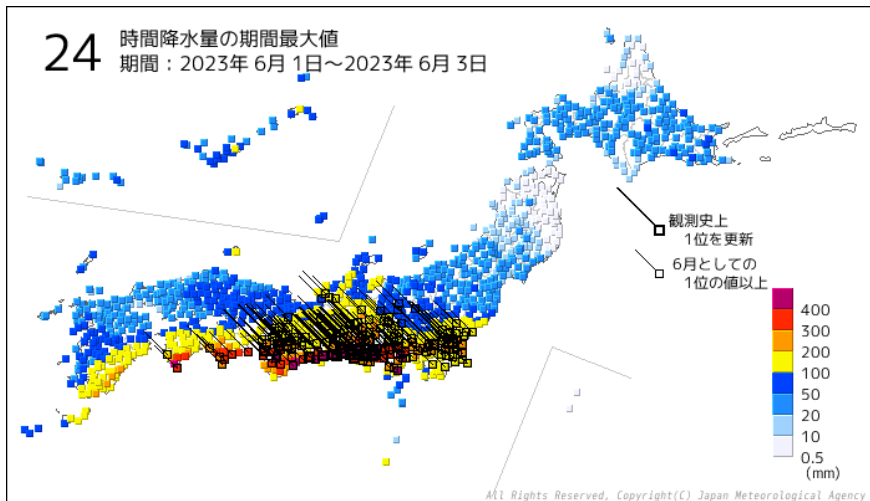 24 時間降水量の期間最大値
期間：2023年 6月 1日～2023年 6月 3日
観測史上
1位を更新
6月としての
1位の値以上
400
300
200
100
50
20
10
0.5
(mm)
All Rights Reserved, Copyright(C) Japan Meteorological Agency